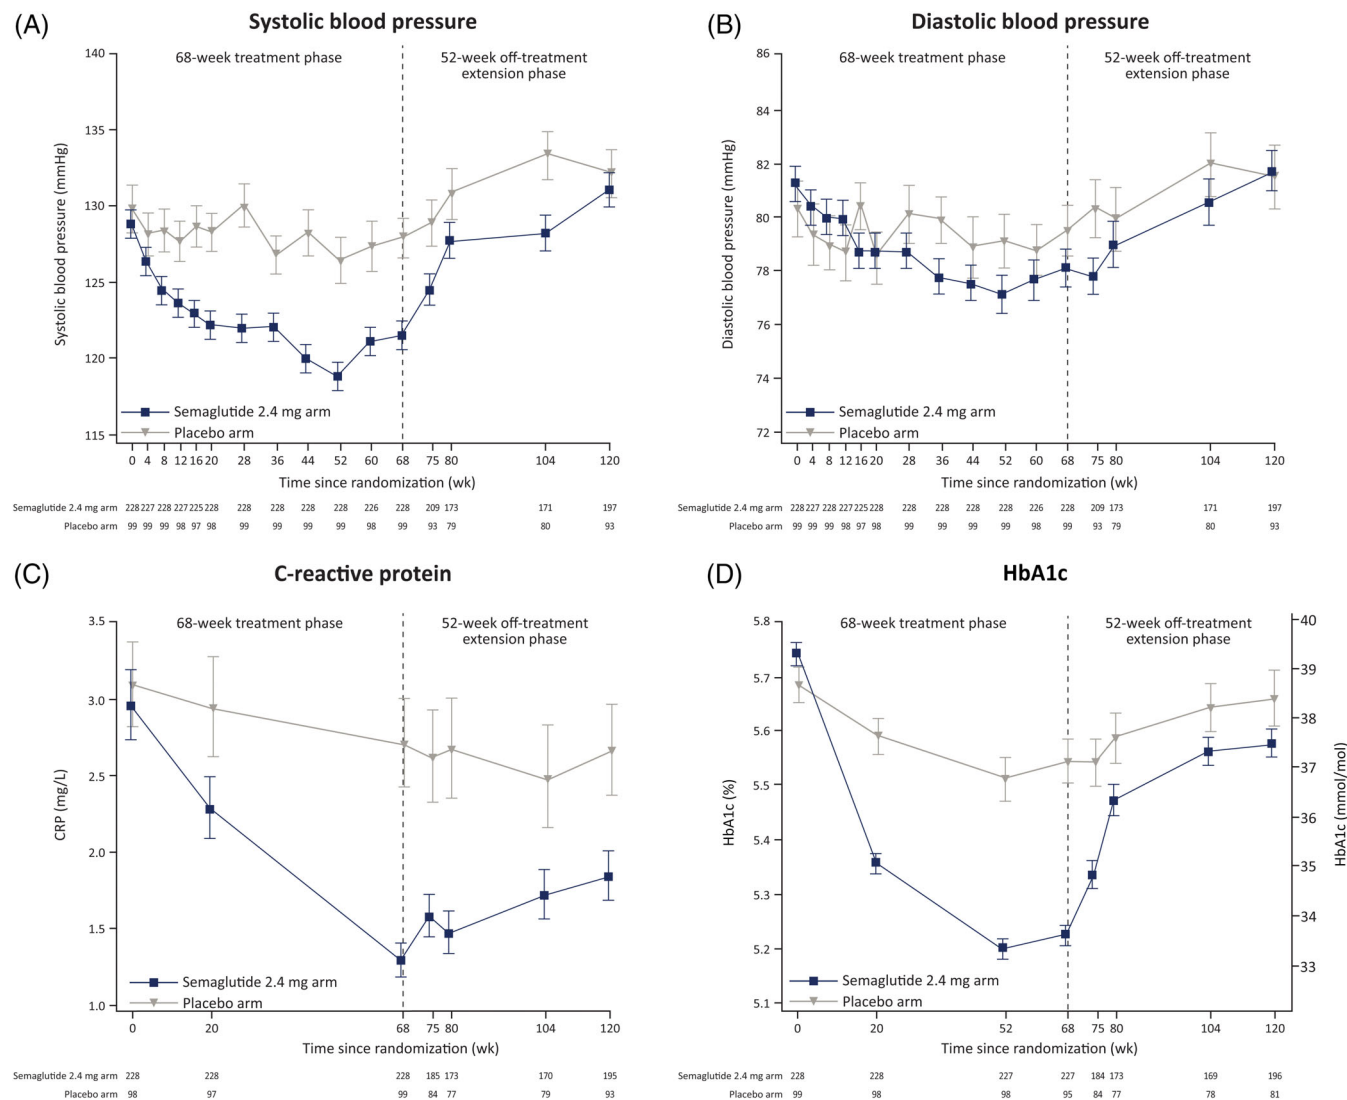 (A) Systolic blood pressure
68-week treatment phase
52-week off-treatment
extension phase
Systolic blood pressure (mmHg)
140
135
130
125
120
115
Semaglutide 2.4 mg arm
Placebo arm
0 4 8 12 16 20 28 36 44 52 60 68 75 80 104 120
Time since randomization (wk)
Semaglutide 2.4 mg arm 228 227 228 227 225 228 228 228 228 228 226 228 209 173 171 197
Placebo arm 99 99 99 98 97 98 99 99 99 99 98 99 93 79 80 93
(B) Diastolic blood pressure
68-week treatment phase
52-week off-treatment
extension phase
Diastolic blood pressure (mmHg)
86
84
82
80
78
76
74
72
Semaglutide 2.4 mg arm
Placebo arm
0 4 8 12 16 20 28 36 44 52 60 68 75 80 104 120
Time since randomization (wk)
Semaglutide 2.4 mg arm 228 227 228 227 225 228 228 228 228 228 226 228 209 173 171 197
Placebo arm 99 99 99 98 97 98 99 99 99 99 98 99 93 79 80 93
(C) C-reactive protein
68-week treatment phase
52-week off-treatment
extension phase
CRP (mg/L)
3.5
3.0
2.5
2.0
1.5
1.0
Semaglutide 2.4 mg arm
Placebo arm
0 20 68 75 80 104 120
Time since randomization (wk)
Semaglutide 2.4 mg arm 228 228 228 185 173 170 195
Placebo arm 98 97 99 84 77 79 93
(D) HbA1c
68-week treatment phase
52-week off-treatment
extension phase
HbA1c (%)
5.8
5.7
5.6
5.5
5.4
5.3
5.2
5.1
HbA1c (mmol/mol)
40
39
38
37
36
35
34
33
Semaglutide 2.4 mg arm
Placebo arm
0 20 52 68 75 80 104 120
Time since randomization (wk)
Semaglutide 2.4 mg arm 228 228 227 227 184 173 169 196
Placebo arm 99 98 98 95 84 77 78 81